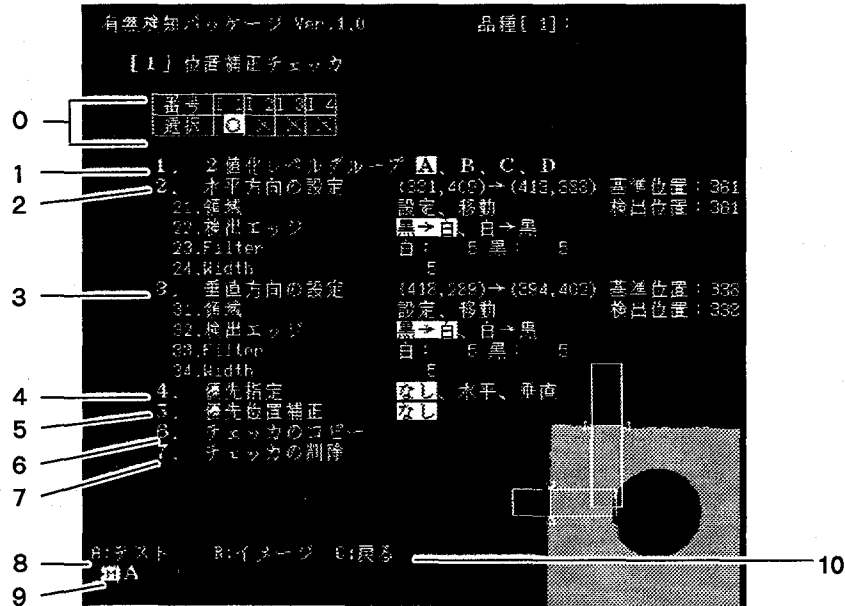 有無検知パッケージ Ver.1.0 品種[ 1]:
[1] 位置補正チェッカ
0
番号 I 1 I 2 I 3 I 4
選択 ○ × × ×
1 1. 2値化レベルグループ A、B、C、D
2 2. 水平方向の設定 基準位置:361
21.領域 設定、移動 検出位置:361
22.検出エッジ 黒→白、白→黒
23.Filter 白: 5 黒: 5
24.Width 5
3 3. 垂直方向の設定 基準位置:338
31.領域 設定、移動 検出位置:338
32.検出エッジ 黒→白、白→黒
33.Filter 白: 5 黒: 5
34.Width 5
4 4. 優先指定 なし、水平、垂直
5 5. 優先位置補正 なし
6 6. チェッカのコピー
7 7. チェッカの削除
8 A:テスト B:イメージ C:戻る 10
9 A